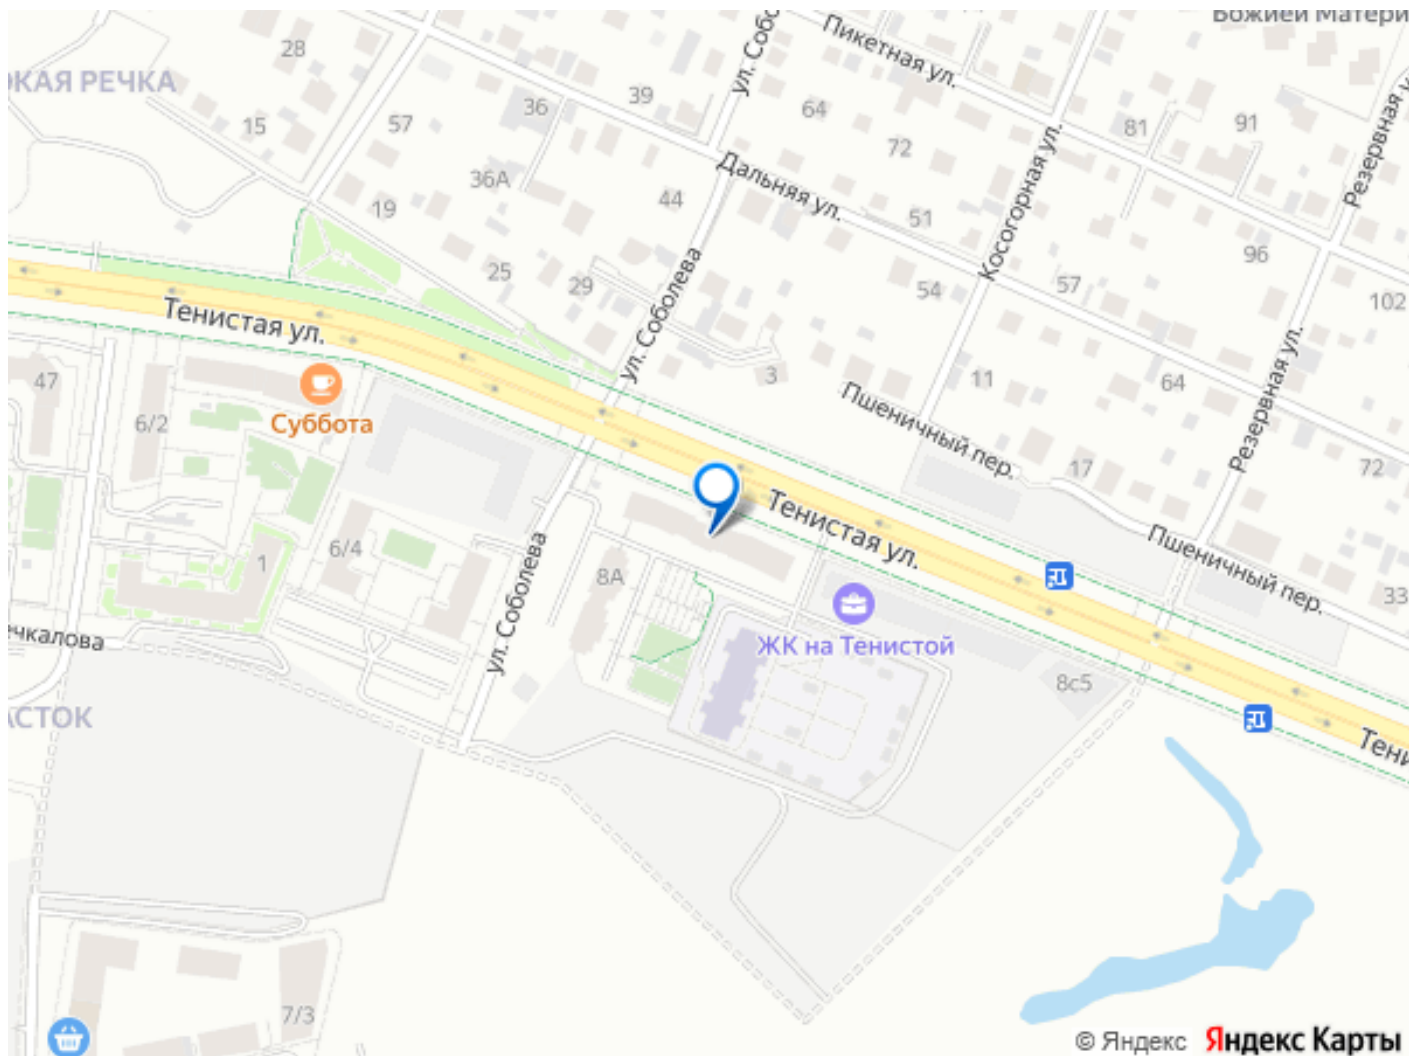 Божией Матери
Пикетная ул.
28
ул. Собо
ОКАЯ РЕЧКА
39
36
64
15
57
81
91
72
Резервная у
Дальняя ул.
36А
44
19
51
Косогорная ул.
96
25
29
54
57
102
ул. Соболева
Тенистая ул.
47
3
11
64
6/2
Суббота
Пшеничный пер.
Резервная ул.
17
72
Тенистая ул.
6/4
1
8А
ул. Соболева
Пшеничный пер.
33
ЖК на Тенистой
ечкалова
8с5
АСТОК
Тени
7/3
© Яндекс Яндекс Карты